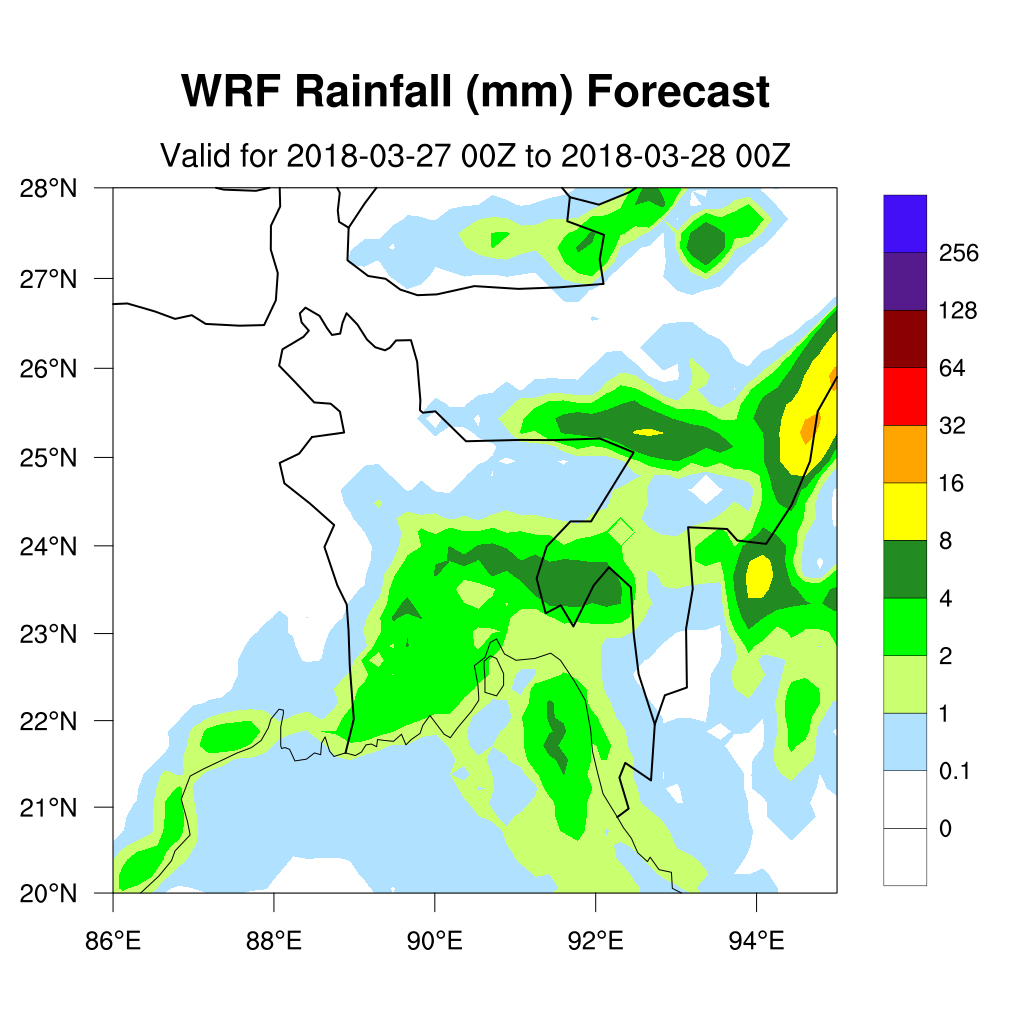 WRF Rainfall (mm) Forecast
Valid for 2018-03-27 00Z to 2018-03-28 00Z
28°N
27°N
26°N
25°N
24°N
23°N
22°N
21°N
20°N
86°E
88°E
90°E
92°E
94°E
256
128
64
32
16
8
4
2
1
0.1
0